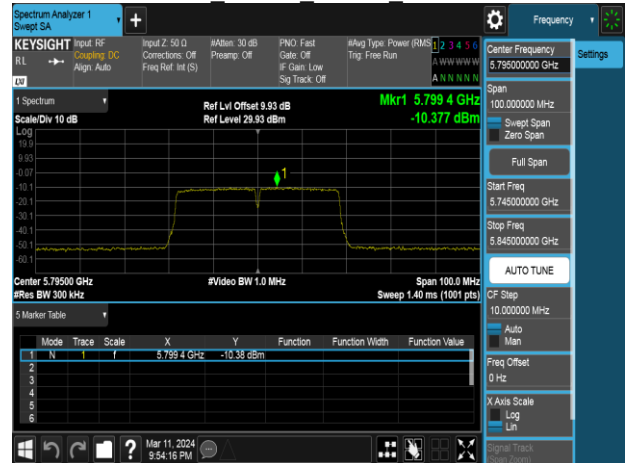 Spectrum Analyzer 1
Swept SA
Frequency
KEYSIGHT
RL
LXI
Input: RF
Coupling: DC
Align: Auto
Input Z: 50 Ω
Corrections: Off
Freq Ref: Int (S)
#Atten: 30 dB
Preamp: Off
PNO: Fast
Gate: Off
IF Gain: Low
Sig Track: Off
#Avg Type: Power (RMS
Trig: Free Run
1 2 3 4 5 6
A WWWWW
A N N N N N
Center Frequency
5.795000000 GHz
Settings
Span
100.000000 MHz
Swept Span
Zero Span
Full Span
Start Freq
5.745000000 GHz
Stop Freq
5.845000000 GHz
AUTO TUNE
CF Step
10.000000 MHz
Auto
Man
Freq Offset
0 Hz
X Axis Scale
Log
Lin
Signal Track
(Span Zoom)
1 Spectrum
Scale/Div 10 dB
Ref Lvl Offset 9.93 dB
Ref Level 29.93 dBm
Mkr1 5.799 4 GHz
-10.377 dBm
Log
19.9
9.93
-0.07
-10.1
-20.1
-30.1
-40.1
-50.1
-60.1
1
Center 5.79500 GHz
#Res BW 300 kHz
#Video BW 1.0 MHz
Span 100.0 MHz
Sweep 1.40 ms (1001 pts)
5 Marker Table
Mode Trace Scale X Y Function Function Width Function Value
1 N 1 f 5.799 4 GHz -10.38 dBm
2
3
4
5
6
?
Mar 11, 2024
9:54:16 PM